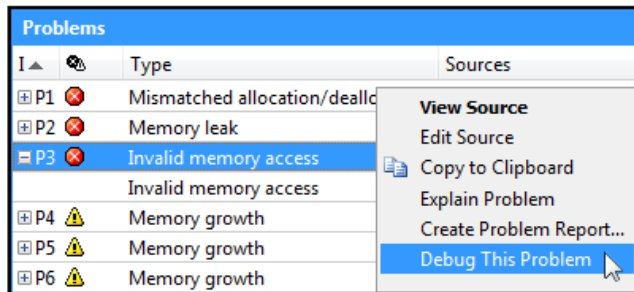 Problems
I Type Sources
P1 Mismatched allocation/deallo
P2 Memory leak
P3 Invalid memory access
Invalid memory access
P4 Memory growth
P5 Memory growth
P6 Memory growth
View Source
Edit Source
Copy to Clipboard
Explain Problem
Create Problem Report...
Debug This Problem